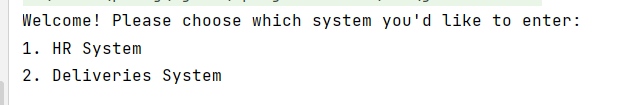 Welcome! Please choose which system you'd like to enter:
1. HR System
2. Deliveries System